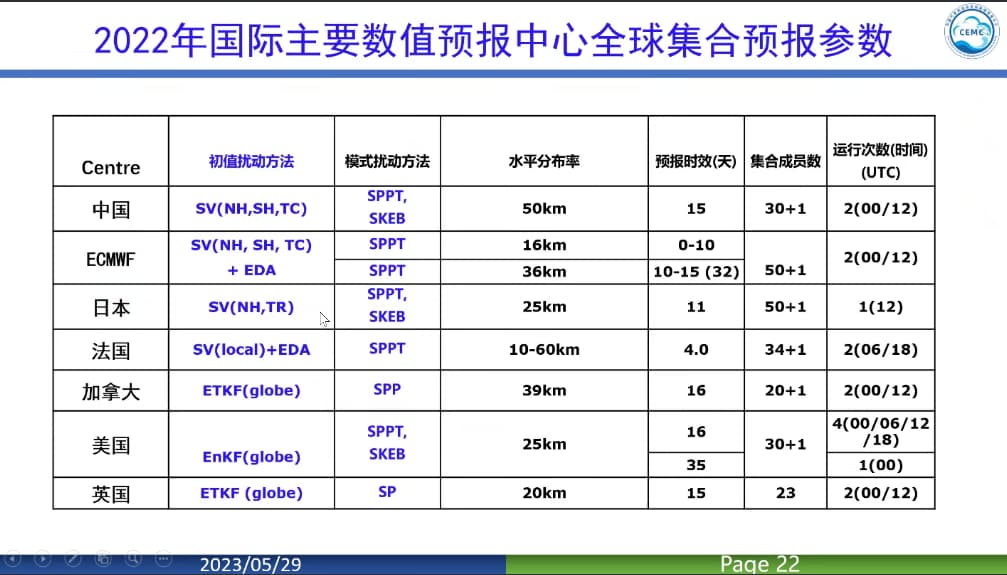 2022年国际主要数值预报中心全球集合预报参数
CEMC
Centre 初值扰动方法 模式扰动方法 水平分布率 预报时效(天) 集合成员数 运行次数(时间)(UTC)
中国 SV(NH,SH,TC) SPPT, SKEB 50km 15 30+1 2(00/12)
ECMWF SV(NH, SH, TC) + EDA SPPT 16km 0-10 50+1 2(00/12)
SPPT 36km 10-15 (32)
日本 SV(NH,TR) SPPT, SKEB 25km 11 50+1 1(12)
法国 SV(local)+EDA SPPT 10-60km 4.0 34+1 2(06/18)
加拿大 ETKF(globe) SPP 39km 16 20+1 2(00/12)
美国 EnKF(globe) SPPT, SKEB 25km 16 30+1 4(00/06/12/18)
35 1(00)
英国 ETKF (globe) SP 20km 15 23 2(00/12)
2023/05/29 Page 22